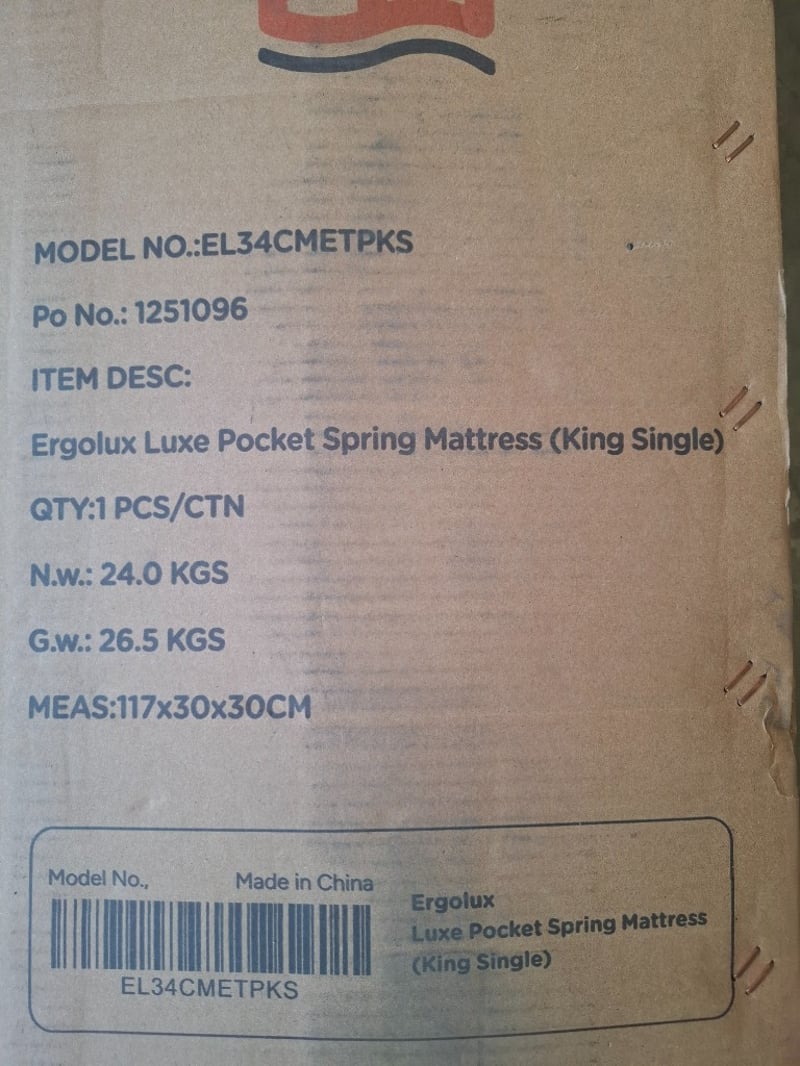 MODEL NO.:EL34CMETPKS
Po No.: 1251096
ITEM DESC:
Ergolux Luxe Pocket Spring Mattress (King Single)
QTY:1 PCS/CTN
N.w.: 24.0 KGS
G.w.: 26.5 KGS
MEAS:117x30x30CM
Model No., Made in China
EL34CMETPKS
Ergolux
Luxe Pocket Spring Mattress
(King Single)